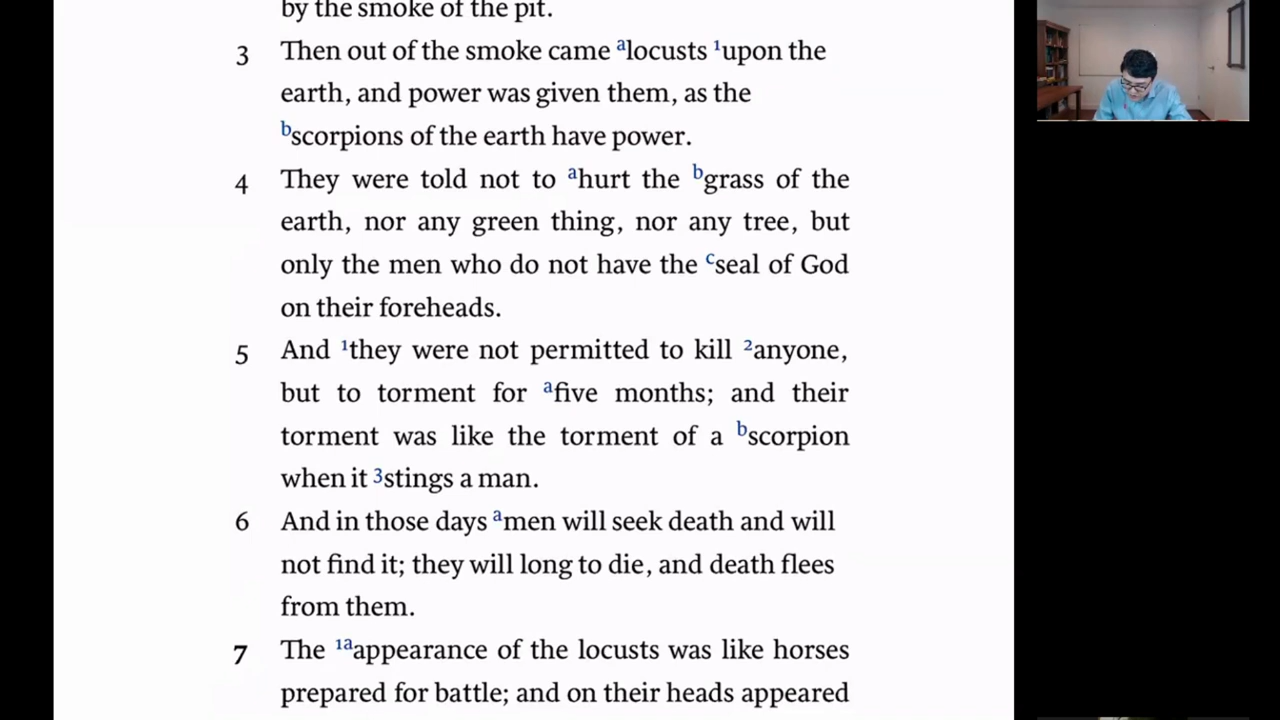 by the smoke of the pit.
3 Then out of the smoke came ᵃlocusts ¹upon the
earth, and power was given them, as the
ᵇscorpions of the earth have power.
4 They were told not to ᵃhurt the ᵇgrass of the
earth, nor any green thing, nor any tree, but
only the men who do not have the ᶜseal of God
on their foreheads.
5 And ¹they were not permitted to kill ²anyone,
but to torment for ᵃfive months; and their
torment was like the torment of a ᵇscorpion
when it ³stings a man.
6 And in those days ᵃmen will seek death and will
not find it; they will long to die, and death flees
from them.
7 The ¹ᵃappearance of the locusts was like horses
prepared for battle; and on their heads appeared